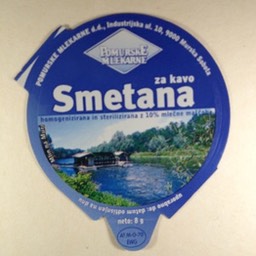 POMURSKE MLEKARNE d.d., Industrijska ul. 10, 9000 Murska Sobota
POMURSKE
MLEKARNE
za kavo
Smetana
homogenizirana in sterilizirana z 10% mlečne maščobe
neto: 8 g